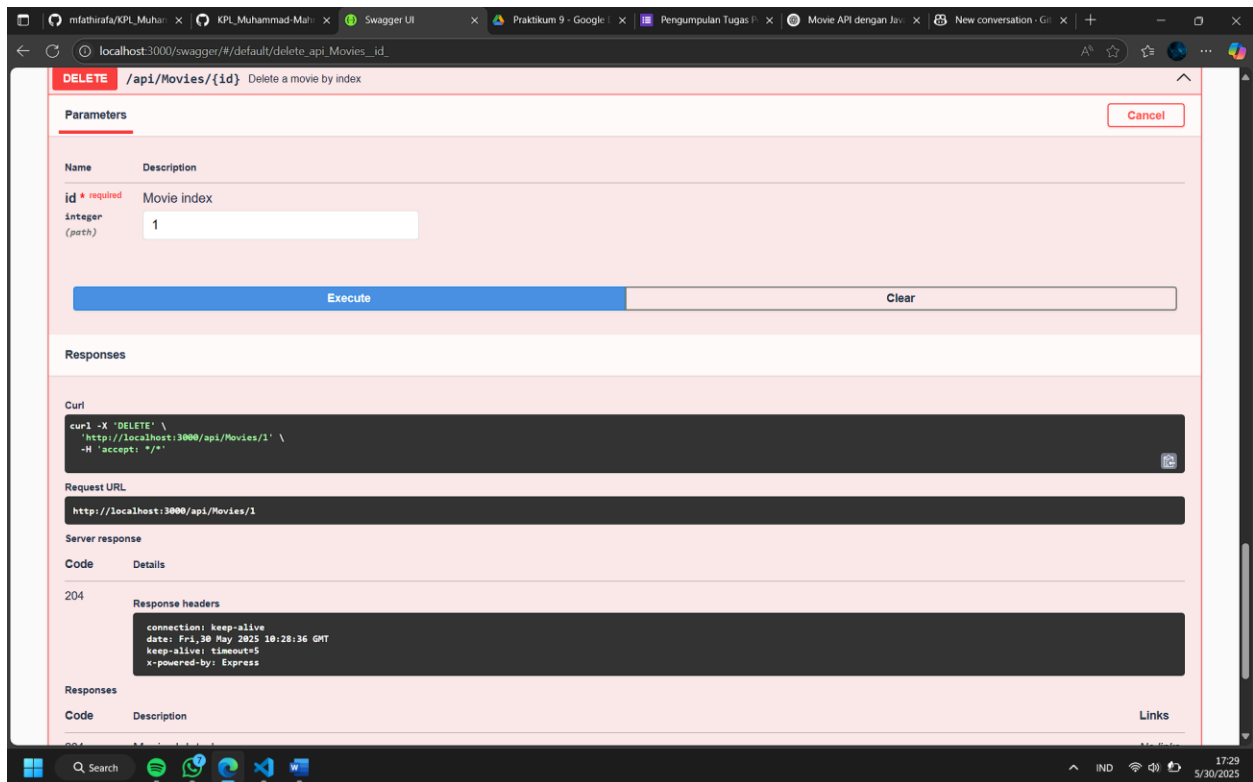 mfathirafa/KPL_Muhan
KPL_Muhammad-Mahr
Swagger UI
Praktikum 9 - Google D
Pengumpulan Tugas P
Movie API dengan Java
New conversation · Git
localhost:3000/swagger/#/default/delete_api_Movies__id_
DELETE /api/Movies/{id} Delete a movie by index
Parameters
Cancel
Name Description
id * required Movie index
integer
1
(path)
Execute Clear
Responses
Curl
curl -X 'DELETE' \
'http://localhost:3000/api/Movies/1' \
-H 'accept: */*'
Request URL
http://localhost:3000/api/Movies/1
Server response
Code Details
204
Response headers
connection: keep-alive
date: Fri,30 May 2025 10:28:36 GMT
keep-alive: timeout=5
x-powered-by: Express
Responses
Code Description Links
Search
7
IND
17:29
5/30/2025